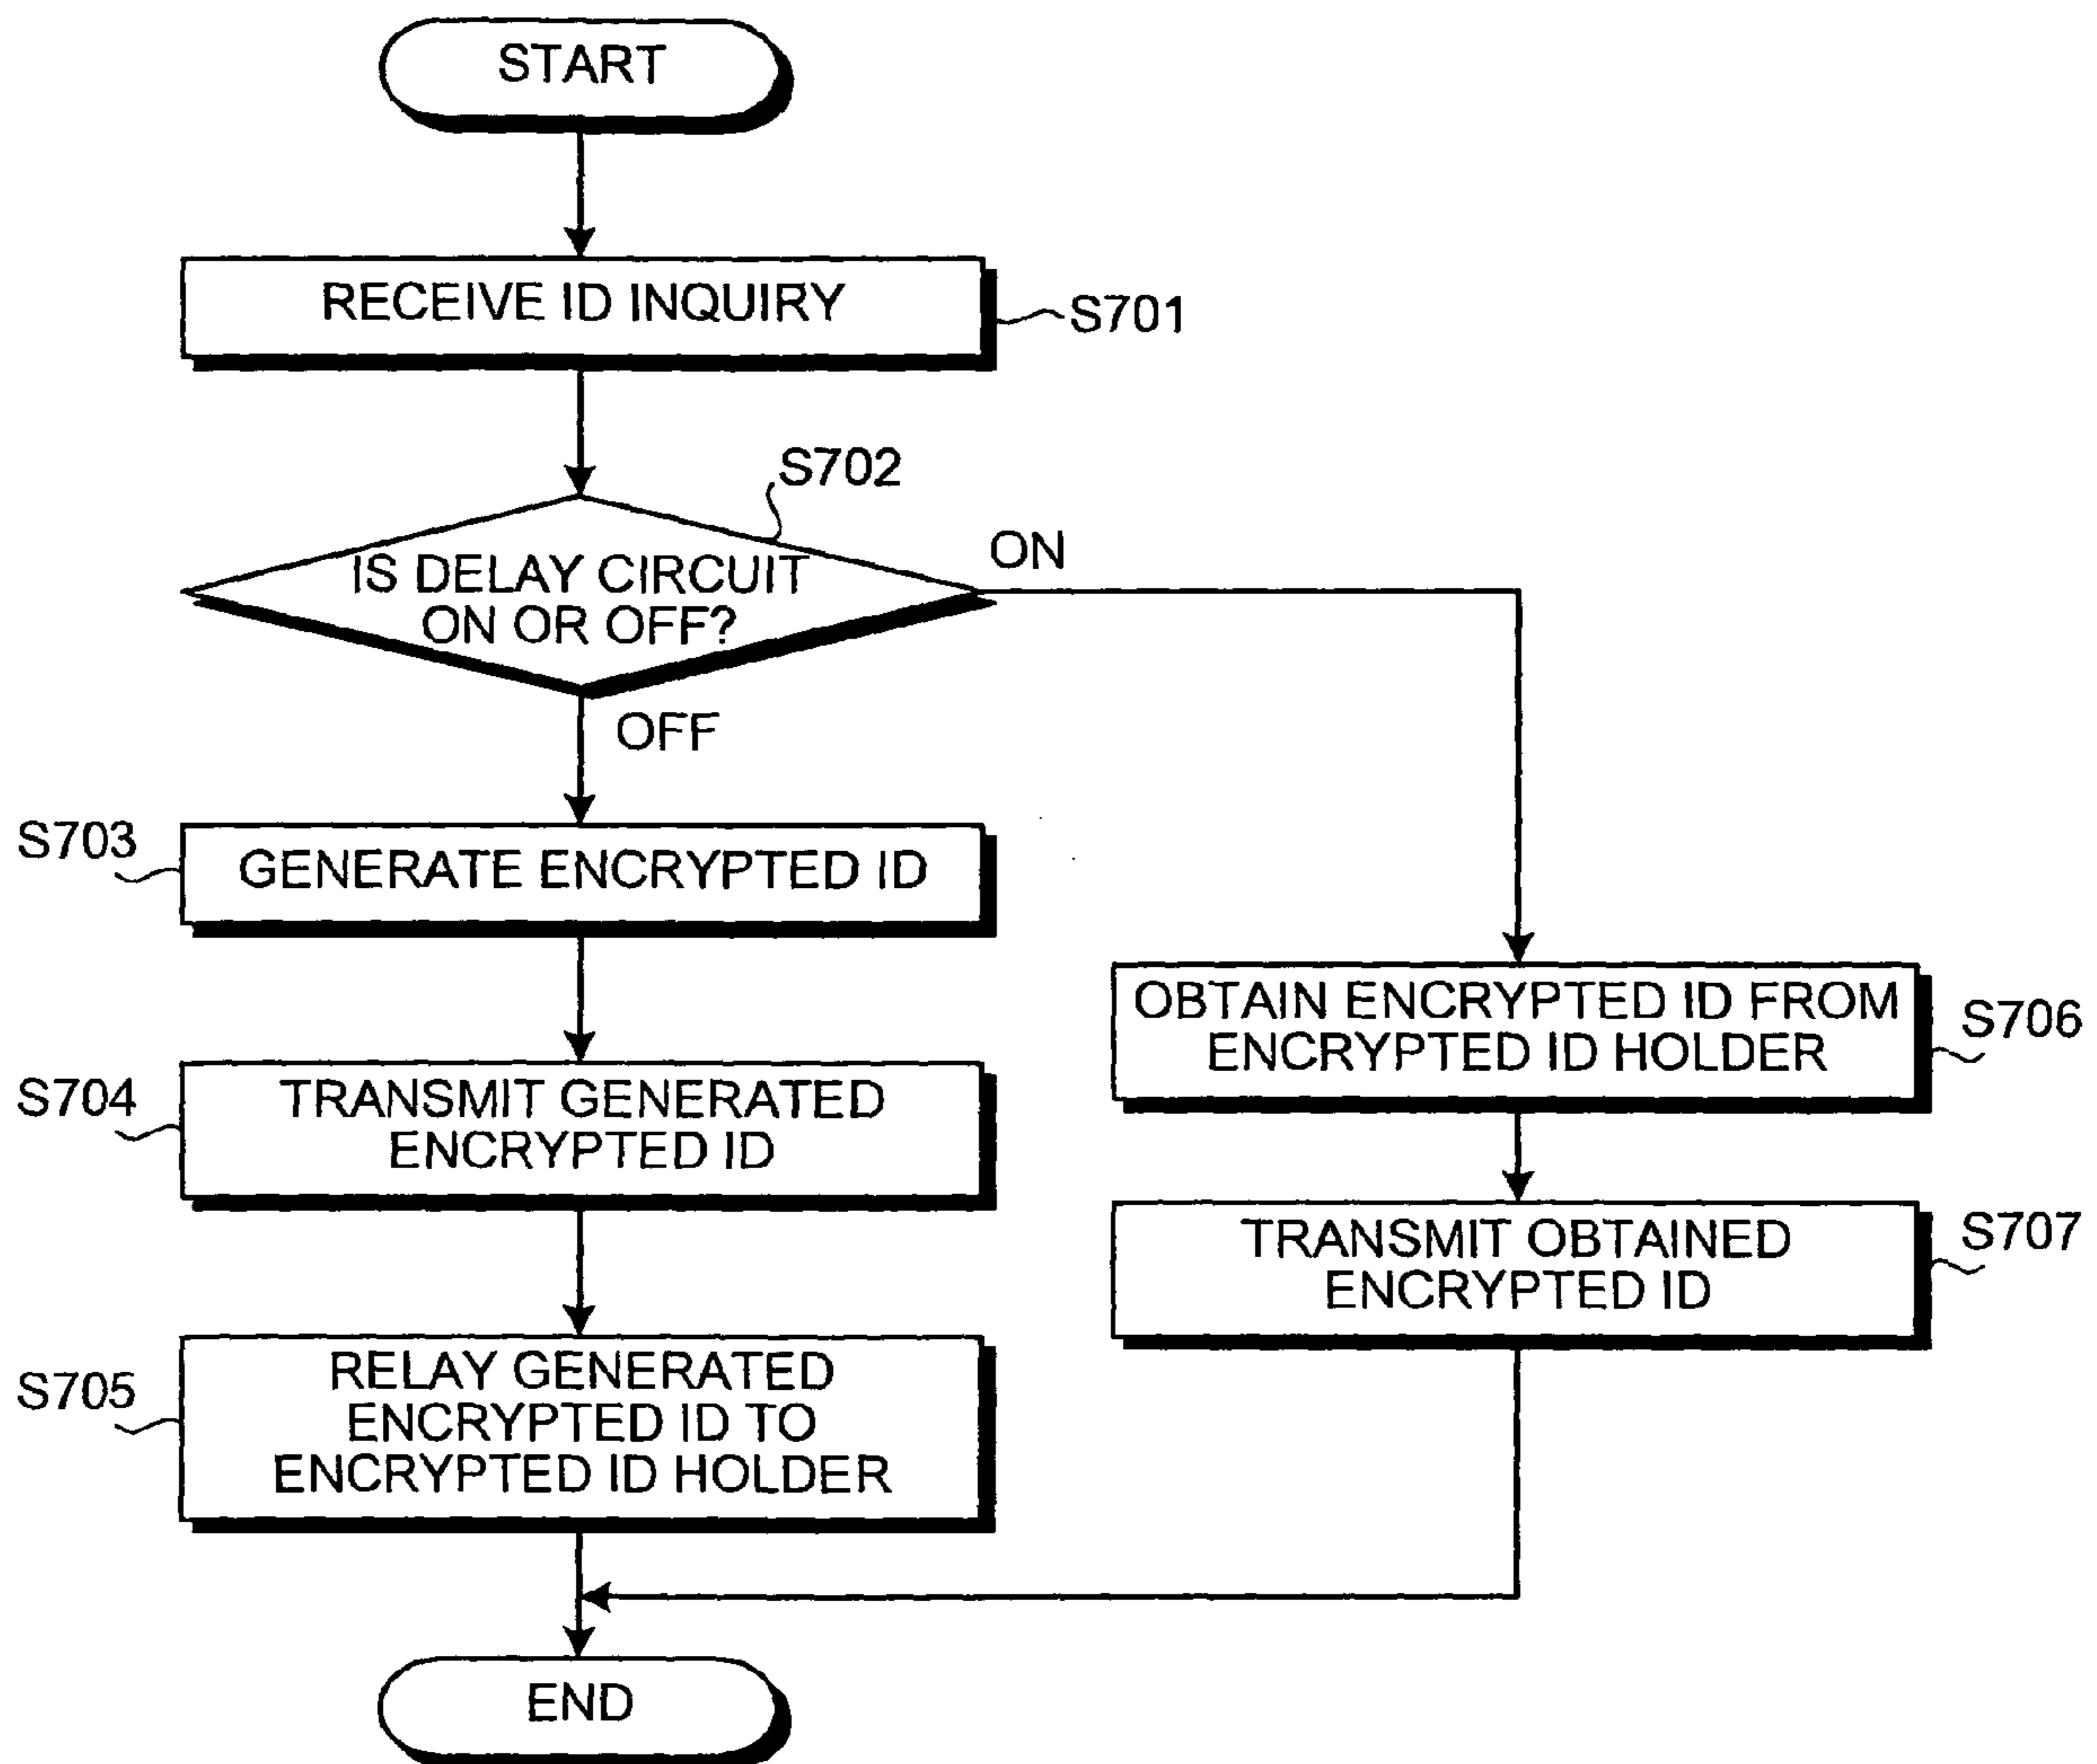 START
RECEIVE ID INQUIRY
S701
S702
IS DELAY CIRCUIT
ON OR OFF?
ON
OFF
S703
GENERATE ENCRYPTED ID
S704
TRANSMIT GENERATED
ENCRYPTED ID
S705
RELAY GENERATED
ENCRYPTED ID TO
ENCRYPTED ID HOLDER
OBTAIN ENCRYPTED ID FROM
ENCRYPTED ID HOLDER
S706
TRANSMIT OBTAINED
ENCRYPTED ID
S707
END